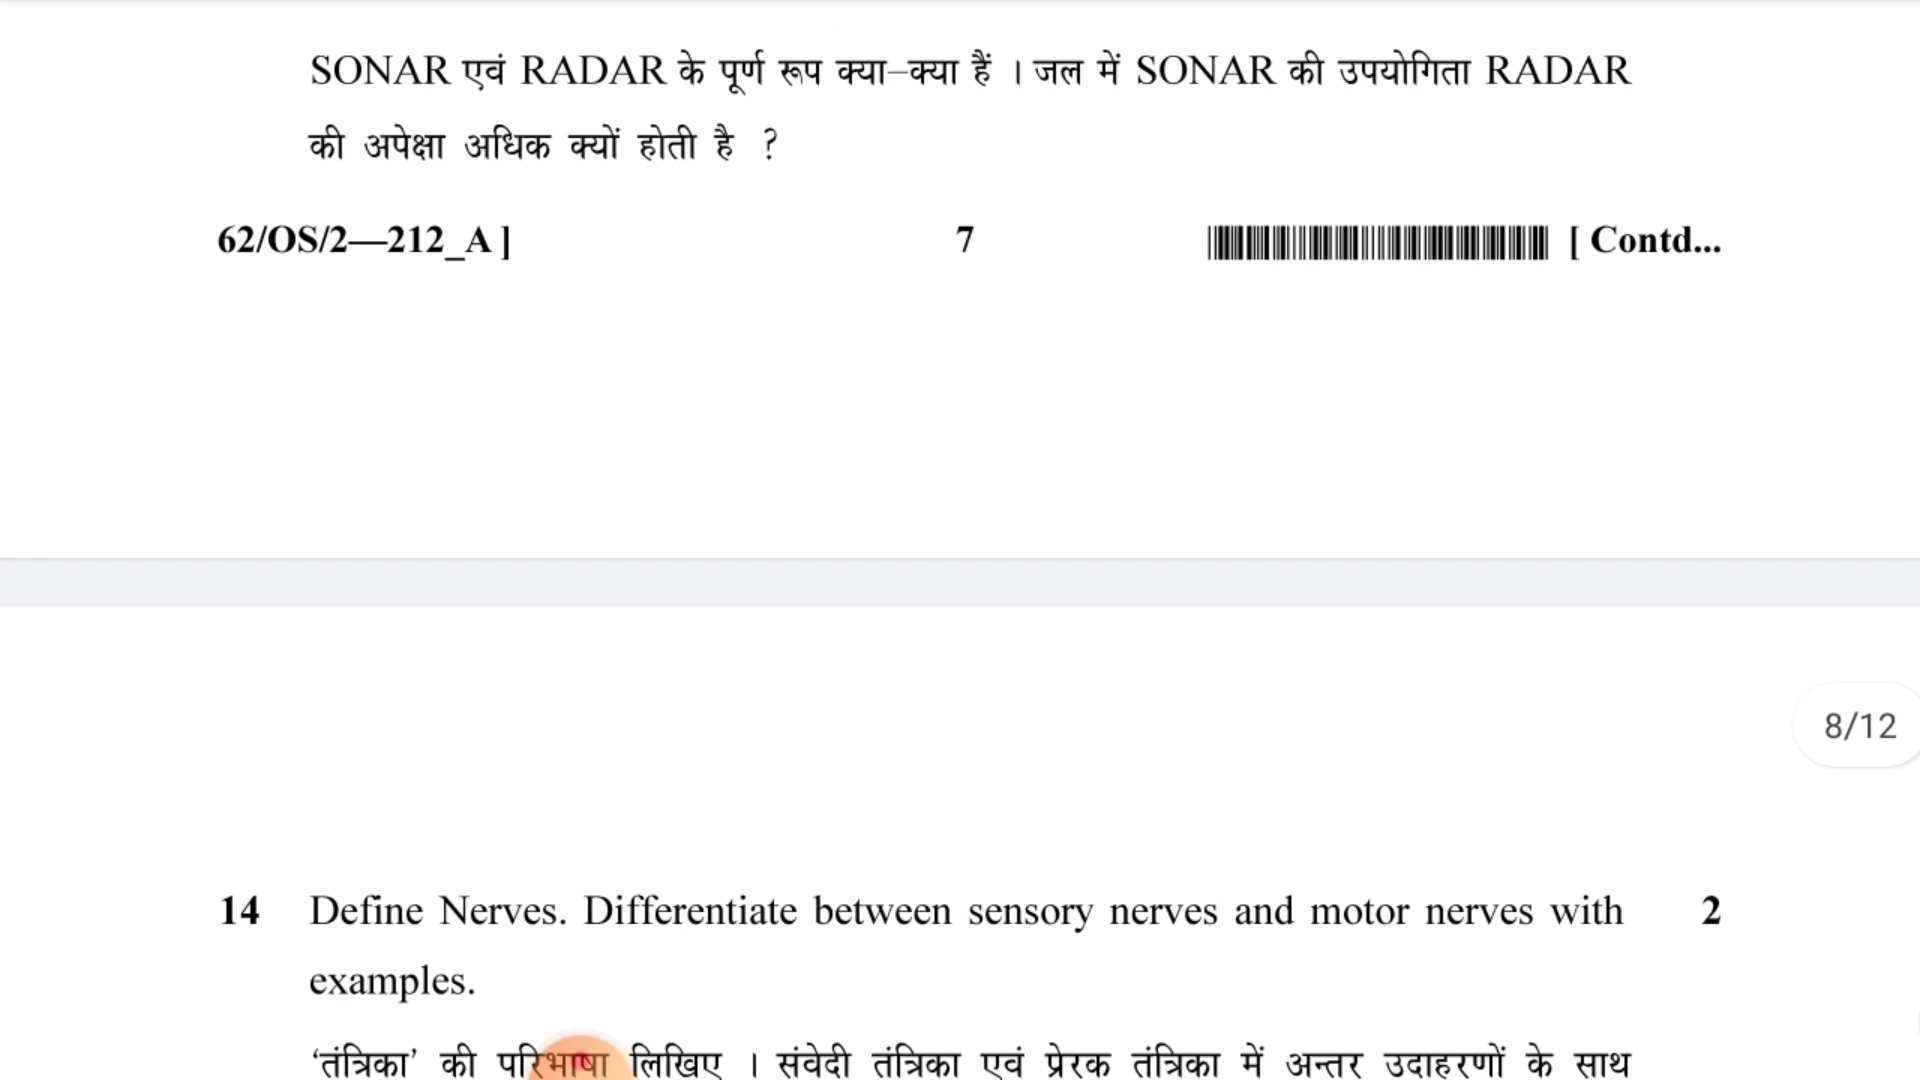 SONAR एवं RADAR के पूर्ण रूप क्या–क्या हैं । जल में SONAR की उपयोगिता RADAR
की अपेक्षा अधिक क्यों होती है ?
62/OS/2—212_A ] 7 [ Contd...
8/12
14 Define Nerves. Differentiate between sensory nerves and motor nerves with 2
examples.
‘तंत्रिका’ की परिभाषा लिखिए । संवेदी तंत्रिका एवं प्रेरक तंत्रिका में अन्तर उदाहरणों के साथ